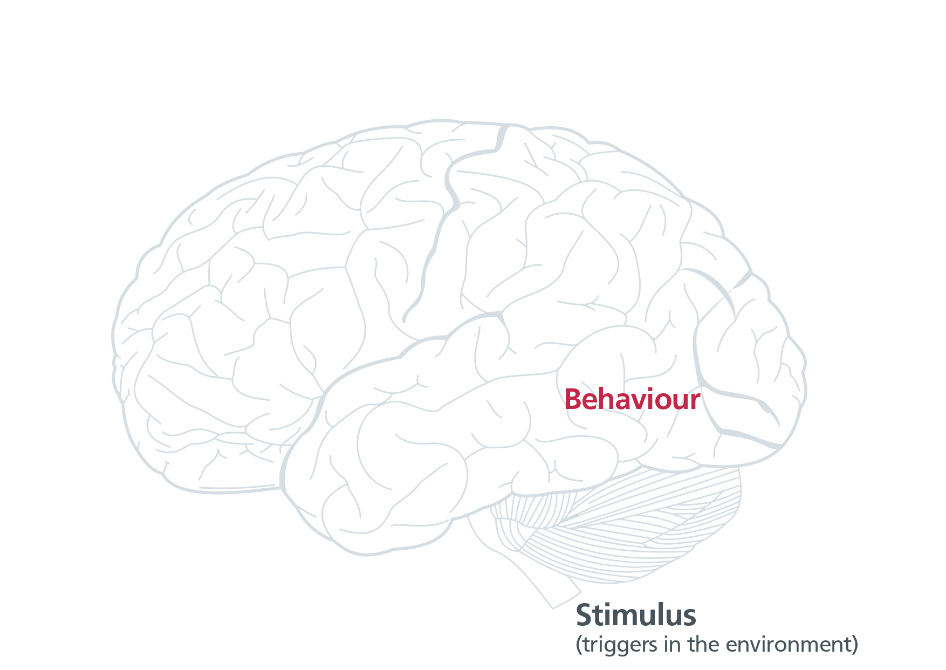 Behaviour
Stimulus
(triggers in the environment)